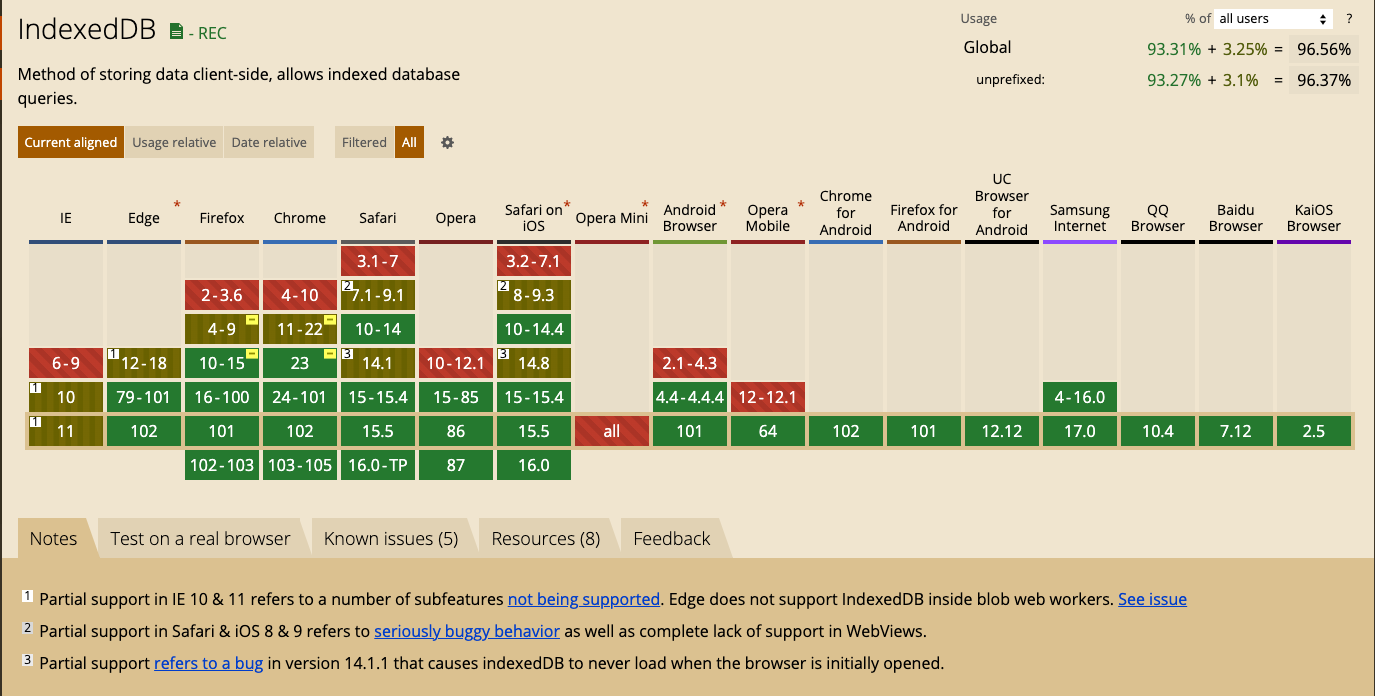 IndexedDB - REC
Usage % of all users ?
Global 93.31% + 3.25% = 96.56%
unprefixed: 93.27% + 3.1% = 96.37%
Method of storing data client-side, allows indexed database
queries.
Current aligned Usage relative Date relative Filtered All
IE Edge * Firefox Chrome Safari Opera Safari on iOS * Opera Mini * Android Browser * Opera Mobile * Chrome for Android Firefox for Android UC Browser for Android Samsung Internet QQ Browser Baidu Browser KaiOS Browser
3.1-7 3.2-7.1
2-3.6 4-10 2 7.1-9.1 2 8-9.3
4-9 11-22 10-14 10-14.4
6-9 1 12-18 10-15 23 3 14.1 10-12.1 3 14.8 2.1-4.3
1 10 79-101 16-100 24-101 15-15.4 15-85 15-15.4 4.4-4.4.4 12-12.1 4-16.0
1 11 102 101 102 15.5 86 15.5 all 101 64 102 101 12.12 17.0 10.4 7.12 2.5
102-103 103-105 16.0-TP 87 16.0
Notes Test on a real browser Known issues (5) Resources (8) Feedback
1 Partial support in IE 10 & 11 refers to a number of subfeatures not being supported. Edge does not support IndexedDB inside blob web workers. See issue
2 Partial support in Safari & iOS 8 & 9 refers to seriously buggy behavior as well as complete lack of support in WebViews.
3 Partial support refers to a bug in version 14.1.1 that causes indexedDB to never load when the browser is initially opened.